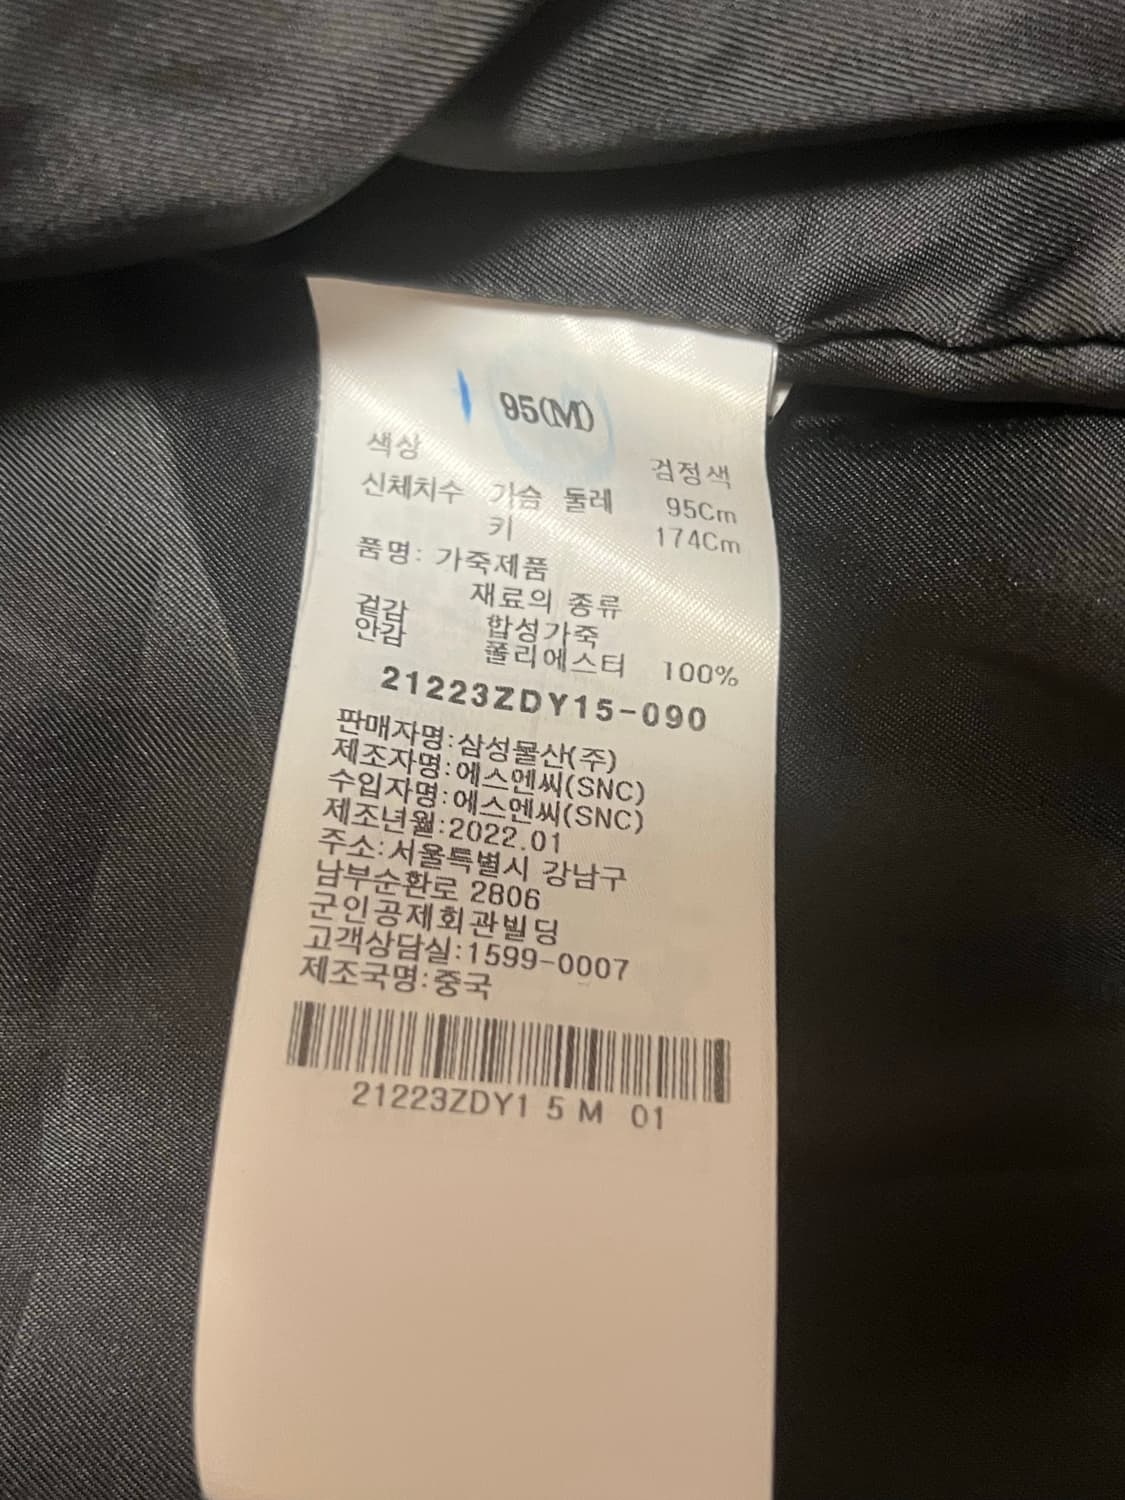 95(M)
색상 검정색
신체치수 가슴 둘레 95Cm
키 174Cm
품명: 가죽제품
재료의 종류
겉감 합성가죽
안감 폴리에스터 100%
21223ZDY15-090
판매자명:삼성물산(주)
제조자명:에스엔씨(SNC)
수입자명:에스엔씨(SNC)
제조년월:2022.01
주소:서울특별시 강남구
남부순환로 2806
군인공제회관빌딩
고객상담실:1599-0007
제조국명:중국
21223ZDY1 5 M 01